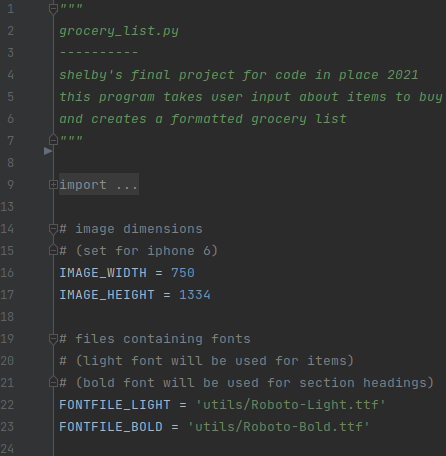 1 """
2 grocery_list.py
3 ----------
4 shelby's final project for code in place 2021
5 this program takes user input about items to buy
6 and creates a formatted grocery list
7 """
8
9 import ...
13
14 # image dimensions
15 # (set for iphone 6)
16 IMAGE_WIDTH = 750
17 IMAGE_HEIGHT = 1334
18
19 # files containing fonts
20 # (light font will be used for items)
21 # (bold font will be used for section headings)
22 FONTFILE_LIGHT = 'utils/Roboto-Light.ttf'
23 FONTFILE_BOLD = 'utils/Roboto-Bold.ttf'
24